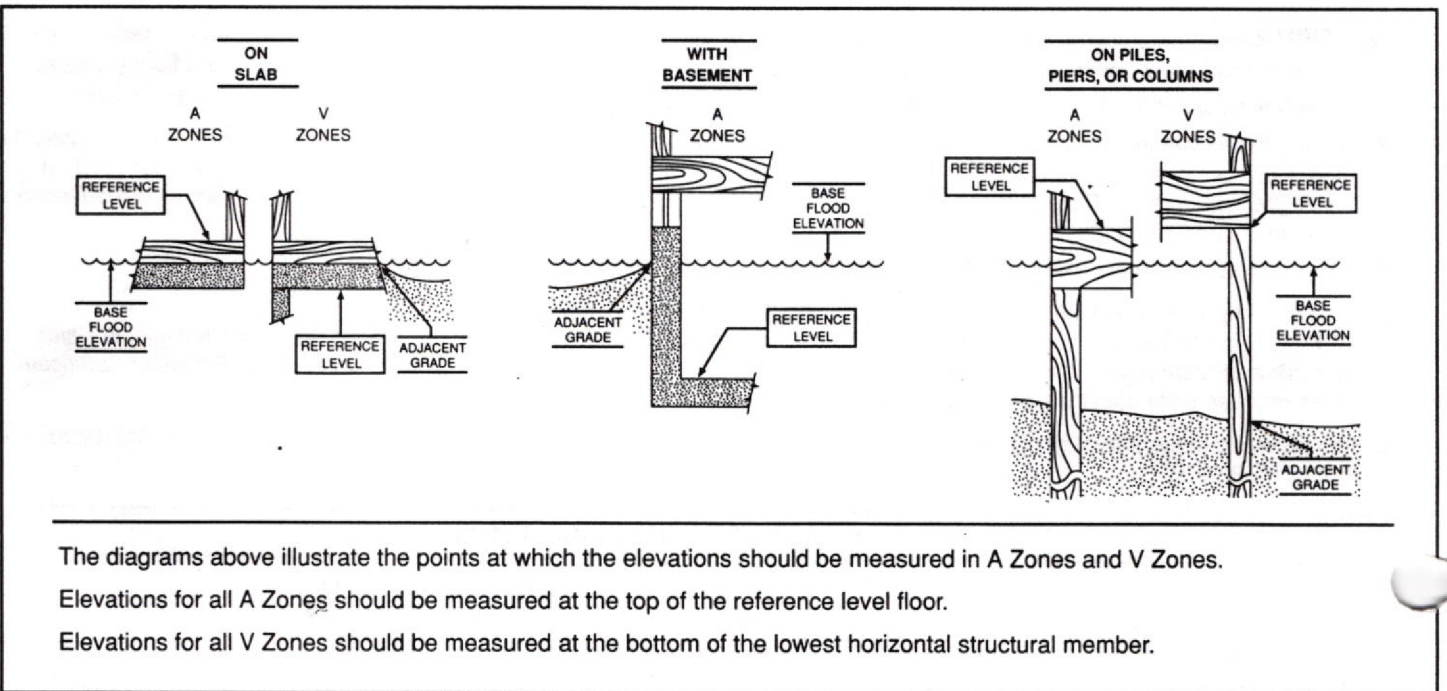 ON
SLAB
A
ZONES
V
ZONES
REFERENCE
LEVEL
BASE
FLOOD
ELEVATION
REFERENCE
LEVEL
ADJACENT
GRADE
WITH
BASEMENT
A
ZONES
BASE
FLOOD
ELEVATION
ADJACENT
GRADE
REFERENCE
LEVEL
ON PILES,
PIERS, OR COLUMNS
A
ZONES
V
ZONES
REFERENCE
LEVEL
REFERENCE
LEVEL
BASE
FLOOD
ELEVATION
ADJACENT
GRADE
The diagrams above illustrate the points at which the elevations should be measured in A Zones and V Zones.
Elevations for all A Zones should be measured at the top of the reference level floor.
Elevations for all V Zones should be measured at the bottom of the lowest horizontal structural member.